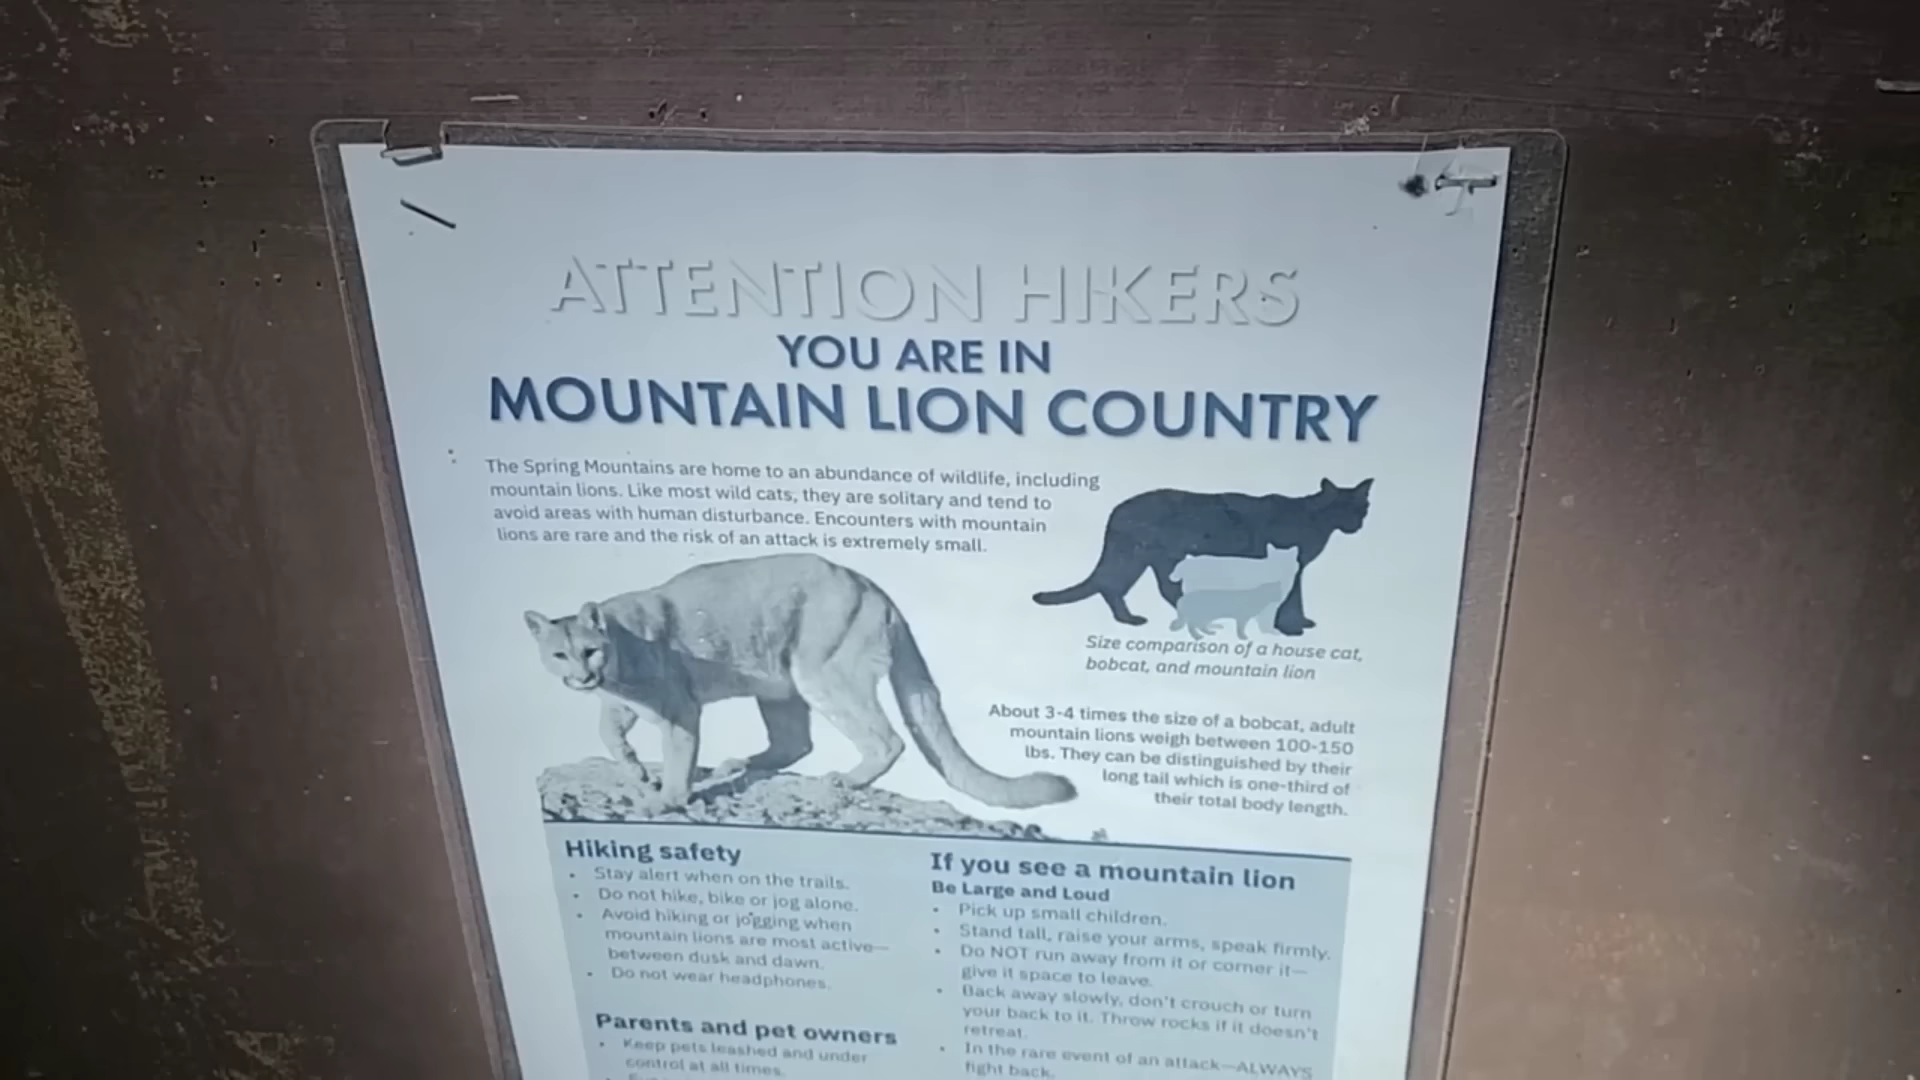 ATTENTION HIKERS
YOU ARE IN
MOUNTAIN LION COUNTRY
The Spring Mountains are home to an abundance of wildlife, including
mountain lions. Like most wild cats, they are solitary and tend to
avoid areas with human disturbance. Encounters with mountain
lions are rare and the risk of an attack is extremely small.
Size comparison of a house cat,
bobcat, and mountain lion
About 3-4 times the size of a bobcat, adult
mountain lions weigh between 100-150
lbs. They can be distinguished by their
long tail which is one-third of
their total body length.
Hiking safety
• Stay alert when on the trails.
• Do not hike, bike or jog alone.
• Avoid hiking or jogging when
mountain lions are most active—
between dusk and dawn.
• Do not wear headphones.
Parents and pet owners
• Keep pets leashed and under
control at all times.
If you see a mountain lion
Be Large and Loud
• Pick up small children.
• Stand tall, raise your arms, speak firmly.
• Do NOT run away from it or corner it—
give it space to leave.
• Back away slowly, don't crouch or turn
your back to it. Throw rocks if it doesn't
retreat.
• In the rare event of an attack—ALWAYS
fight back.